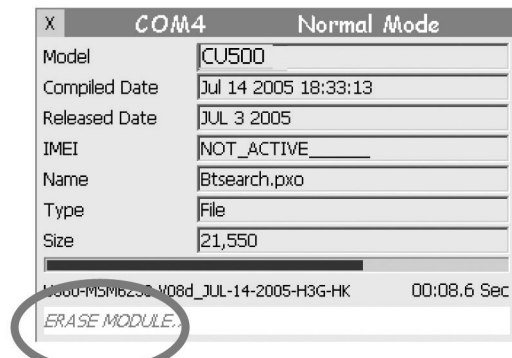 X COM4 Normal Mode
Model CU500
Compiled Date Jul 14 2005 18:33:13
Released Date JUL 3 2005
IMEI NOT_ACTIVE______
Name Btsearch.pxo
Type File
Size 21,550
V08d_JUL-14-2005-H3G-HK 00:08.6 Sec
ERASE MODULE..